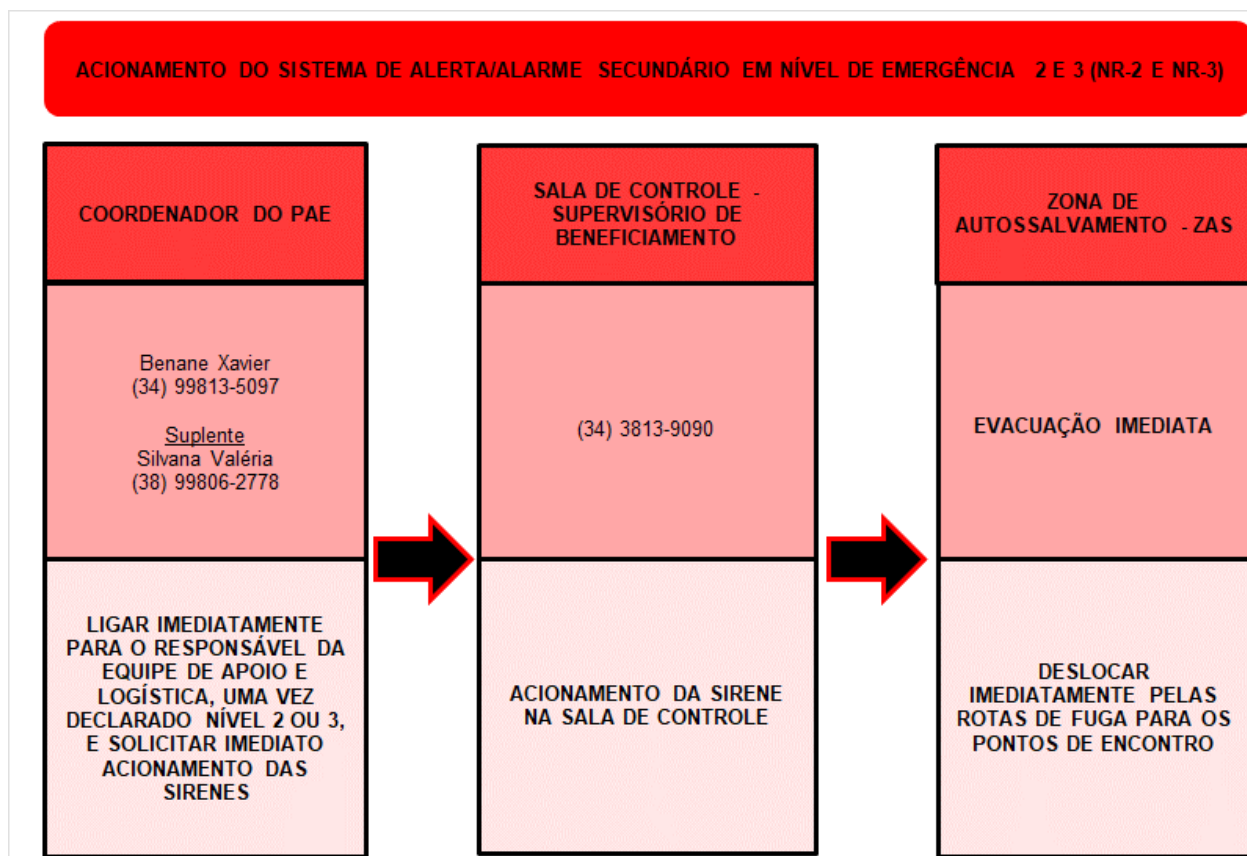 ACIONAMENTO DO SISTEMA DE ALERTA/ALARME SECUNDÁRIO EM NÍVEL DE EMERGÊNCIA 2 E 3 (NR-2 E NR-3)
COORDENADOR DO PAE
Benane Xavier
(34) 99813-5097
Suplente
Silvana Valéria
(38) 99806-2778
LIGAR IMEDIATAMENTE
PARA O RESPONSÁVEL DA
EQUIPE DE APOIO E
LOGÍSTICA, UMA VEZ
DECLARADO NÍVEL 2 OU 3,
E SOLICITAR IMEDIATO
ACIONAMENTO DAS
SIRENES
SALA DE CONTROLE -
SUPERVISÓRIO DE
BENEFICIAMENTO
(34) 3813-9090
ACIONAMENTO DA SIRENE
NA SALA DE CONTROLE
ZONA DE
AUTOSSALVAMENTO - ZAS
EVACUAÇÃO IMEDIATA
DESLOCAR
IMEDIATAMENTE PELAS
ROTAS DE FUGA PARA OS
PONTOS DE ENCONTRO